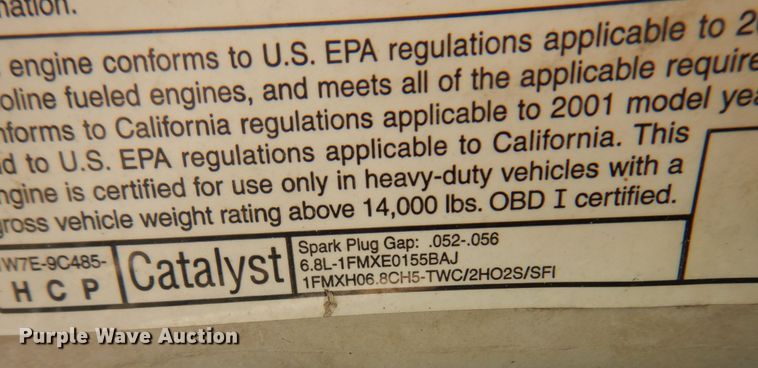 nation.
engine conforms to U.S. EPA regulations applicable to
oline fueled engines, and meets all of the applicable require
nforms to California regulations applicable to 2001 model yea
d to U.S. EPA regulations applicable to California. This
ngine is certified for use only in heavy-duty vehicles with a
gross vehicle weight rating above 14,000 lbs. OBD I certified.
W7E-9C485-
H C P
Catalyst
Spark Plug Gap: .052-.056
6.8L-1FMXE0155BAJ
1FMXH06.8CH5-TWC/2HO2S/SFI
Purple Wave Auction